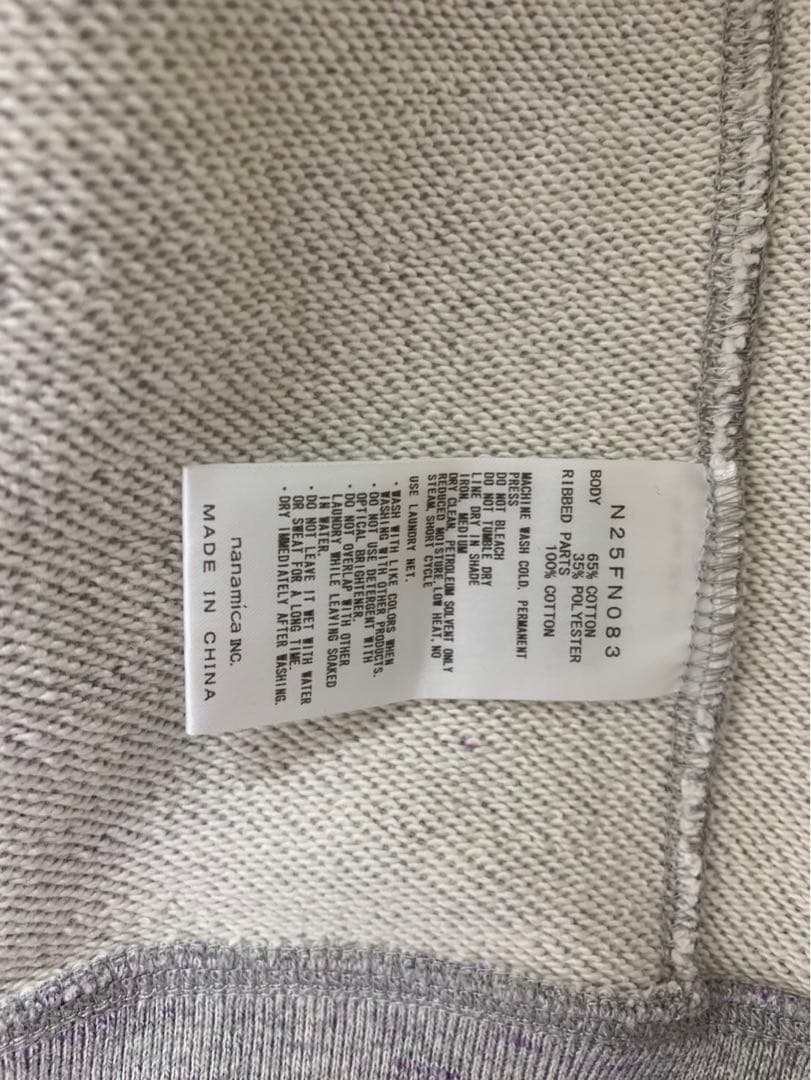 N25FN083
BODY 65% COTTON
35% POLYESTER
RIBBED PARTS
100% COTTON
MACHINE WASH COLD, PERMANENT
PRESS
DO NOT BLEACH
DO NOT TUMBLE DRY
LINE DRY IN SHADE
IRON, MEDIUM
DRY CLEAN, PETROLEUM SOLVENT ONLY
REDUCED MOISTURE, LOW HEAT, NO
STEAM, SHORT CYCLE
USE LAUNDRY NET.
・WASH WITH LIKE COLORS WHEN
WASHING WITH OTHER PRODUCTS.
・DO NOT USE DETERGENT WITH
OPTICAL BRIGHTENER.
・DO NOT OVERLAP WITH OTHER
LAUNDRY WHILE LEAVING SOAKED
IN WATER.
・DO NOT LEAVE IT WET WITH WATER
OR SWEAT FOR A LONG TIME.
・DRY IMMEDIATELY AFTER WASHING.
nanamica INC.
MADE IN CHINA